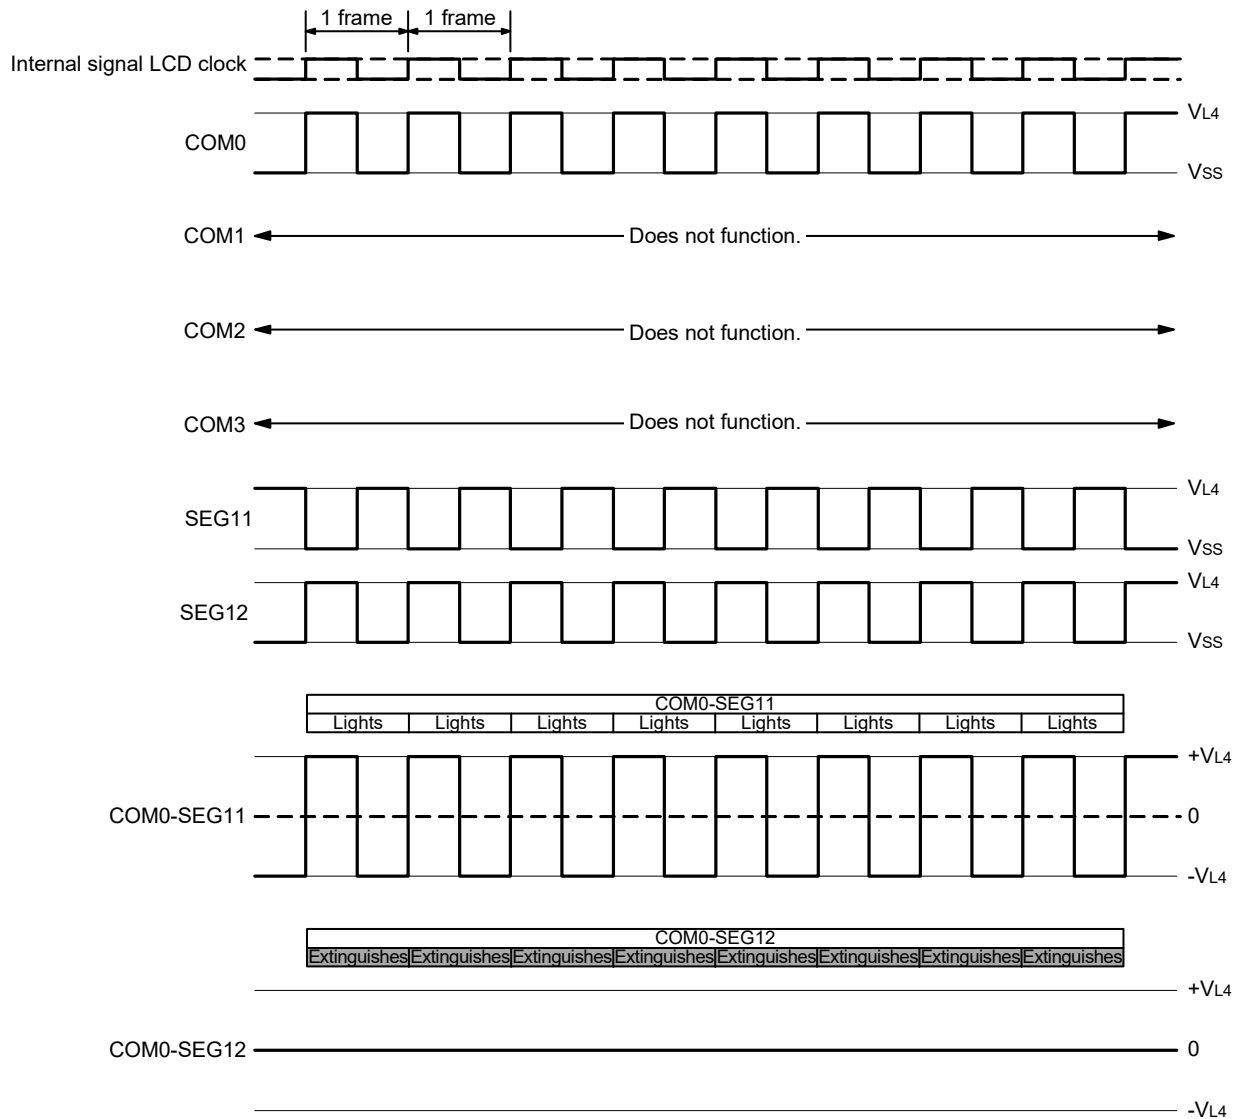 1 frame 1 frame
Internal signal LCD clock
VL4
COM0
VSS
COM1 Does not function.
COM2 Does not function.
COM3 Does not function.
VL4
SEG11
VSS
VL4
SEG12
VSS
COM0-SEG11
Lights Lights Lights Lights Lights Lights Lights Lights
+VL4
COM0-SEG11 0
-VL4
COM0-SEG12
Extinguishes Extinguishes Extinguishes Extinguishes Extinguishes Extinguishes Extinguishes Extinguishes
+VL4
COM0-SEG12 0
-VL4